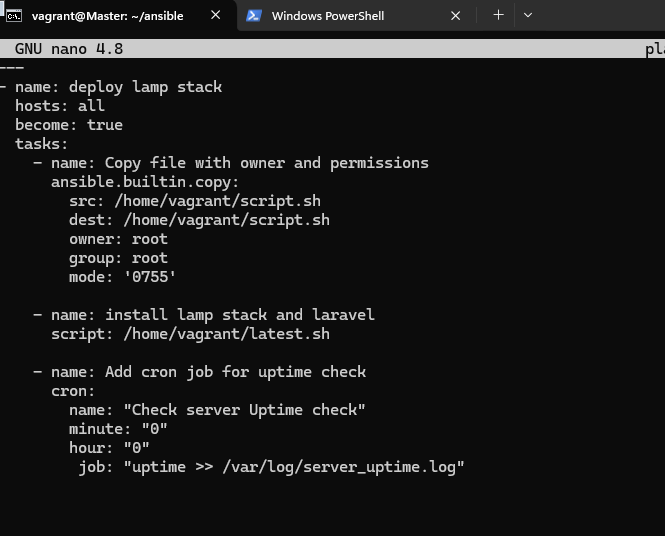 vagrant@Master: ~/ansible
Windows PowerShell
GNU nano 4.8 pla
---
- name: deploy lamp stack
  hosts: all
  become: true
  tasks:
    - name: Copy file with owner and permissions
      ansible.builtin.copy:
        src: /home/vagrant/script.sh
        dest: /home/vagrant/script.sh
        owner: root
        group: root
        mode: '0755'

    - name: install lamp stack and laravel
      script: /home/vagrant/latest.sh

    - name: Add cron job for uptime check
      cron:
        name: "Check server Uptime check"
        minute: "0"
        hour: "0"
         job: "uptime >> /var/log/server_uptime.log"